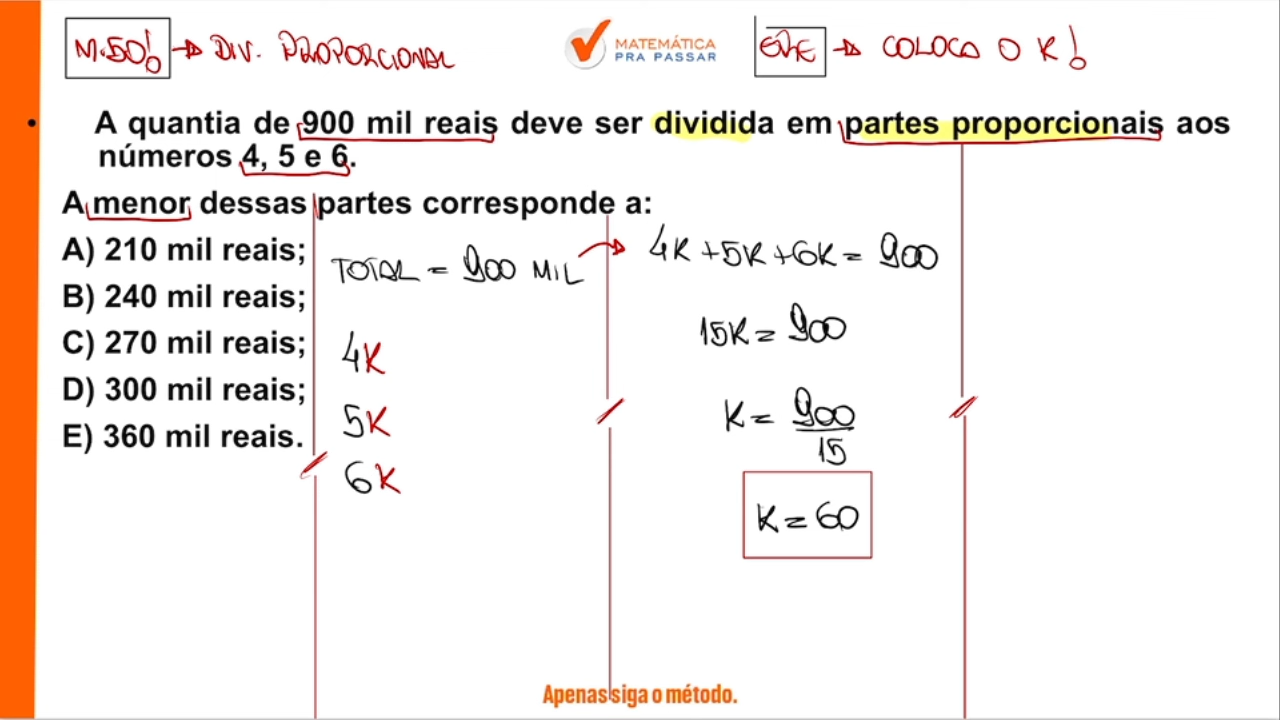 M.50! → DIV. PROPORCIONAL
MATEMÁTICA
PRA PASSAR
→ COLOCA O K!
• A quantia de 900 mil reais deve ser dividida em partes proporcionais aos
números 4, 5 e 6.
A menor dessas partes corresponde a:
A) 210 mil reais;
B) 240 mil reais;
C) 270 mil reais;
D) 300 mil reais;
E) 360 mil reais.
TOTAL = 900 MIL
4K
5K
6K
4K + 5K + 6K = 900
15K = 900
K = 900
15
K = 60
Apenas siga o método.